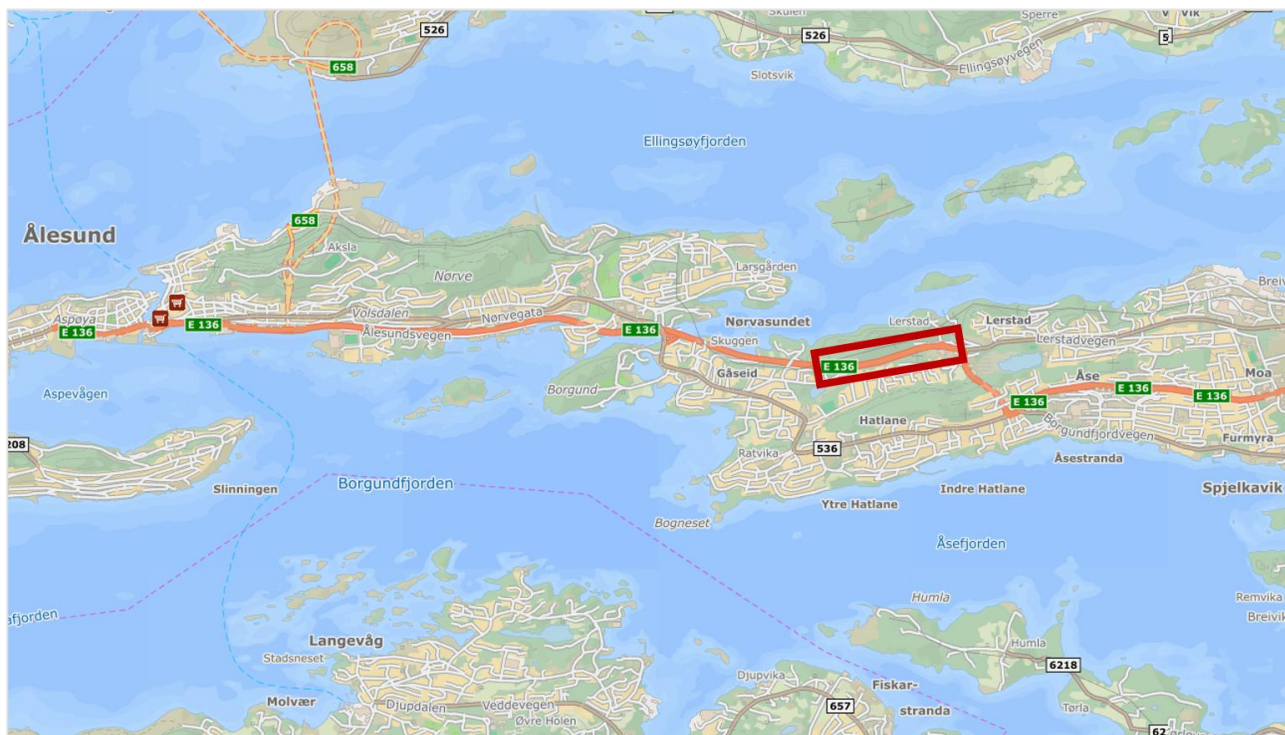 526
Skulen
Sperre
Vik
526
5
658
Slotsvik
Ellingsøyvegen
Ellingsøyfjorden
658
Ålesund
Aksla
Larsgården
Nørve
Breiv
Aspøya
E 136
E 136
Volsdalen
Nørvegata
Ålesundsvegen
E 136
Nørvasundet
Skuggen
Lerstad
Lerstad
Lerstadvegen
E 136
Gåseid
Åse
Moa
Borgund
E 136
E 136
E 136
Aspevågen
Hatlane
Borgundfjordvegen
Furmyra
208
536
Ratvika
Åsestranda
Slinningen
Borgundfjorden
Indre Hatlane
Spjelkavik
Ytre Hatlane
Bogneset
Åsefjorden
afjorden
Humla
Remvika
Breivik
Langevåg
Stadsneset
Humla
6218
Djupvika
Fiskar-
stranda
Molvær
Djupdalen
Veddevegen
Øvre Holen
657
Tørla
62